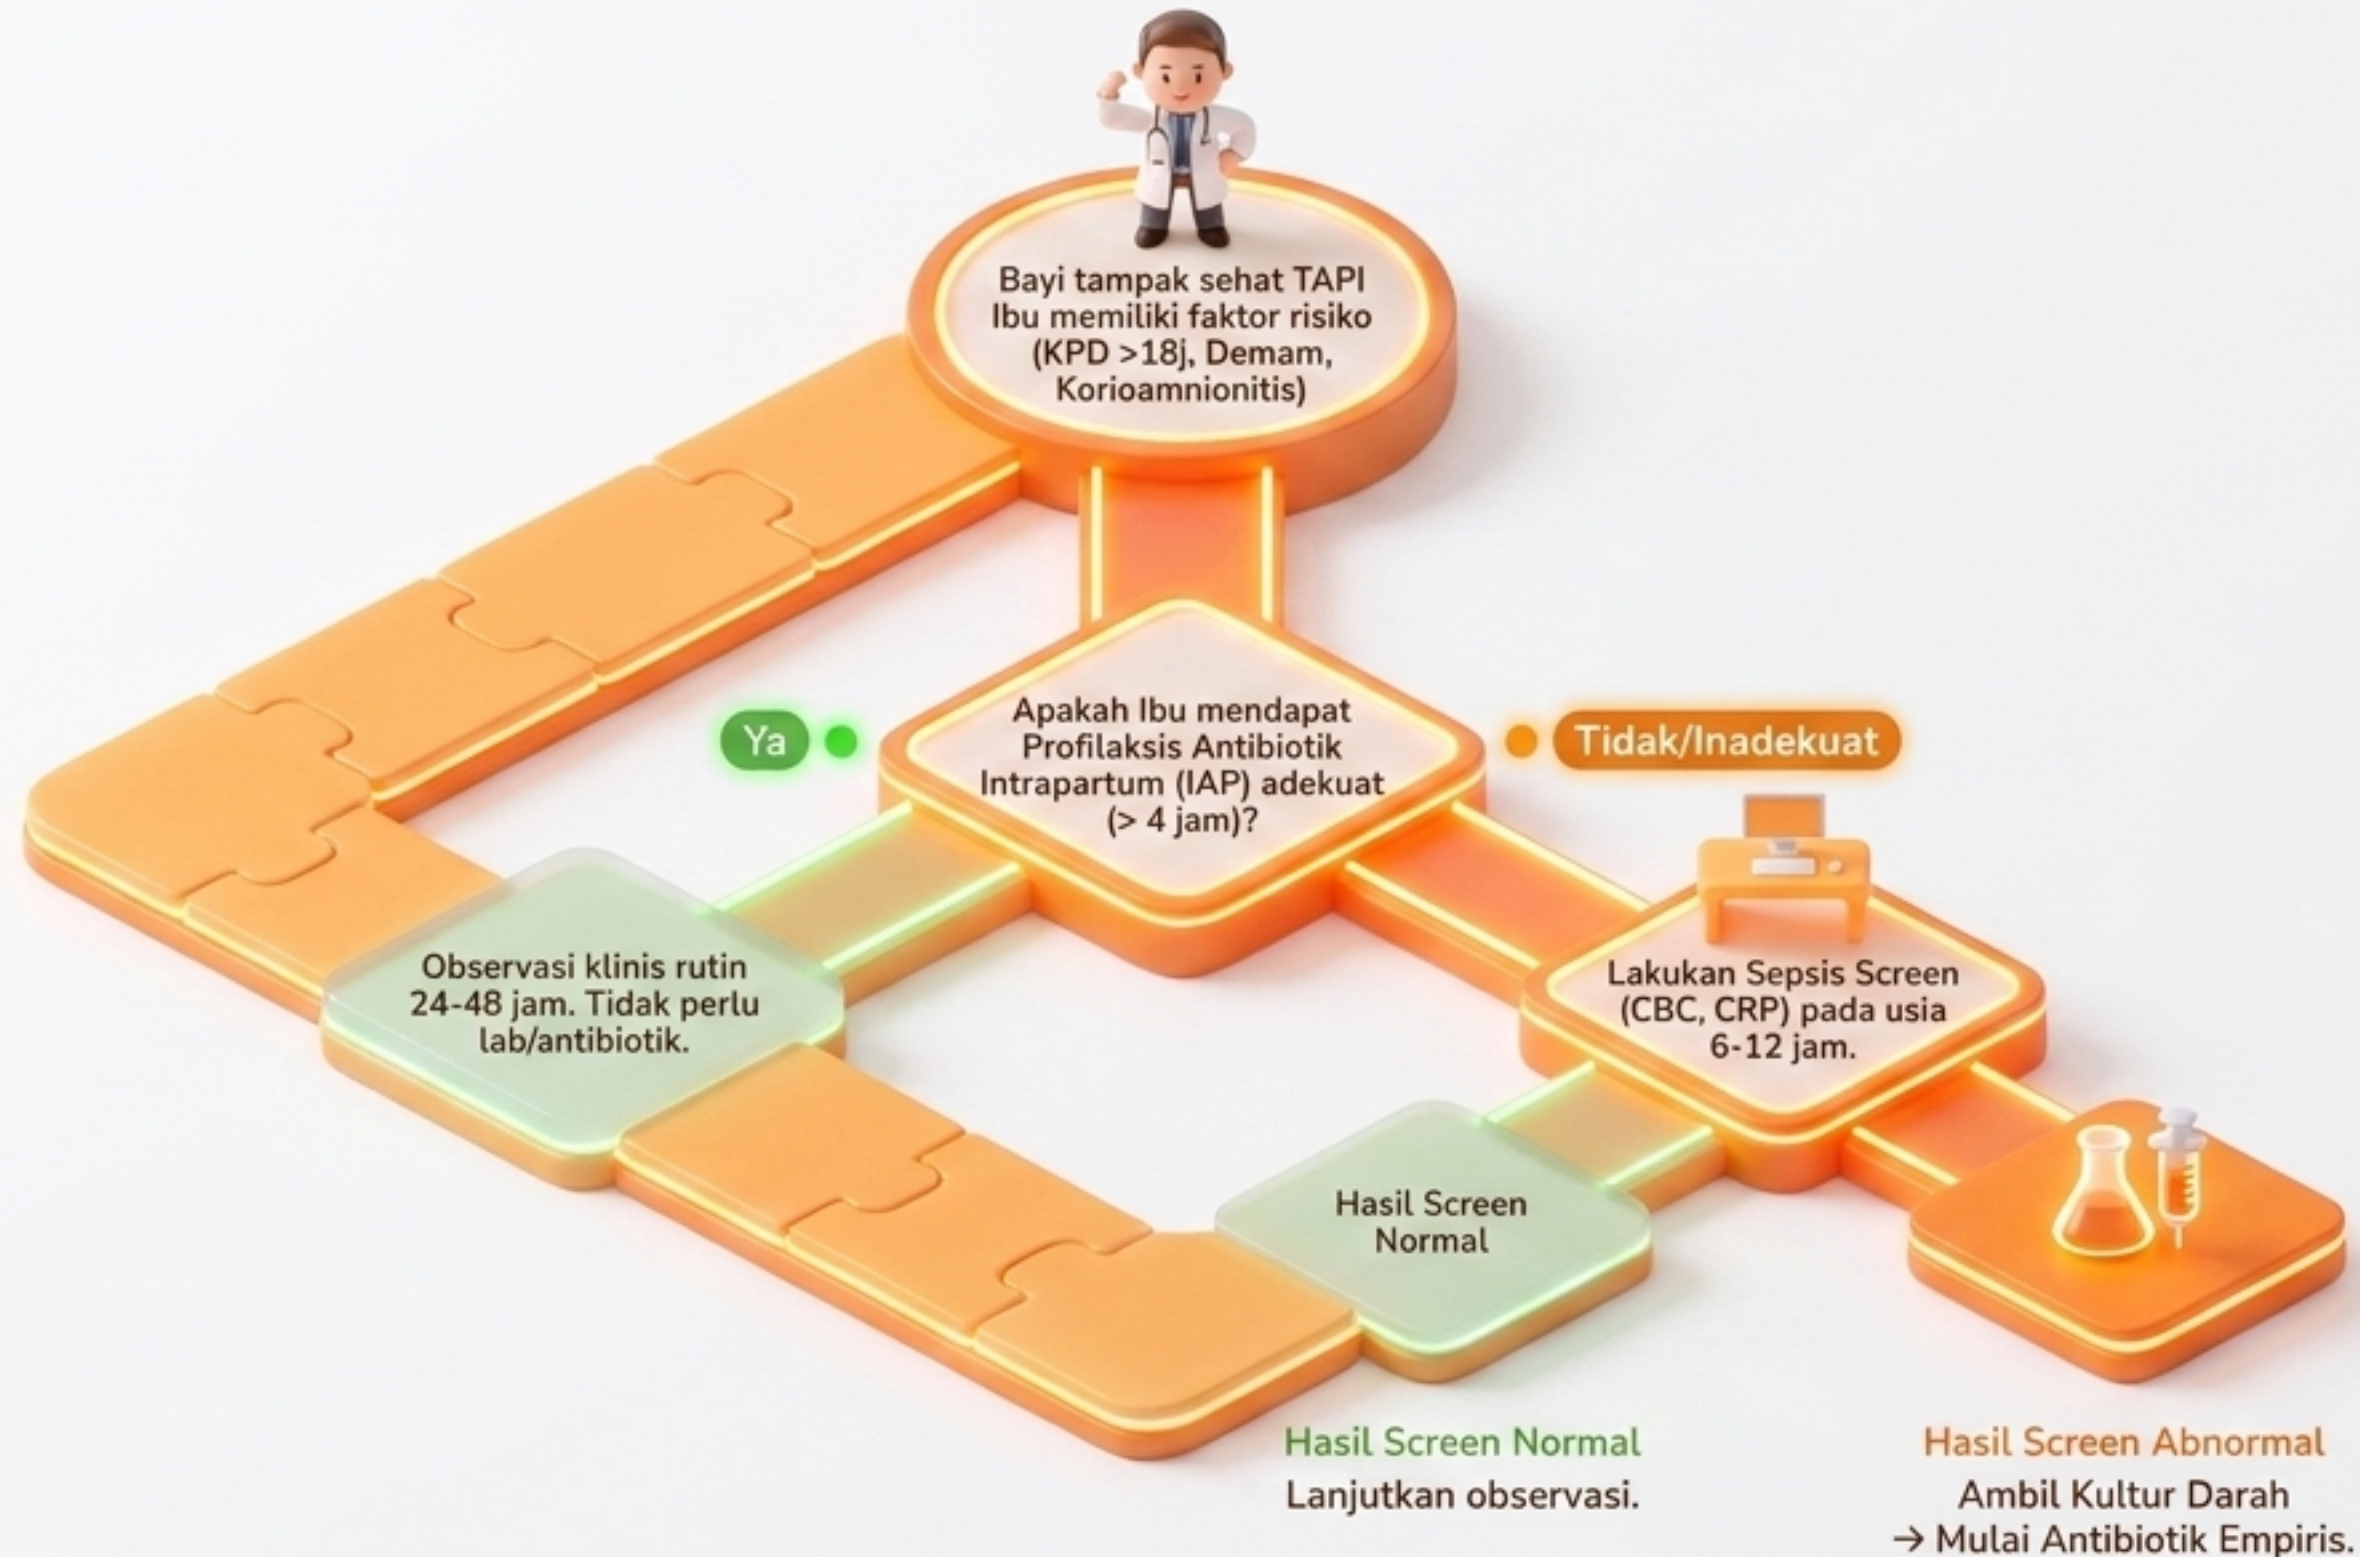 Bayi tampak sehat TAPI
Ibu memiliki faktor risiko
(KPD >18j, Demam,
Korioamnionitis)
Apakah Ibu mendapat
Profilaksis Antibiotik
Intrapartum (IAP) adekuat
(> 4 jam)?
Ya
Tidak/Inadekuat
Observasi klinis rutin
24-48 jam. Tidak perlu
lab/antibiotik.
Lakukan Sepsis Screen
(CBC, CRP) pada usia
6-12 jam.
Hasil Screen
Normal
Hasil Screen Normal
Lanjutkan observasi.
Hasil Screen Abnormal
Ambil Kultur Darah
→ Mulai Antibiotik Empiris.